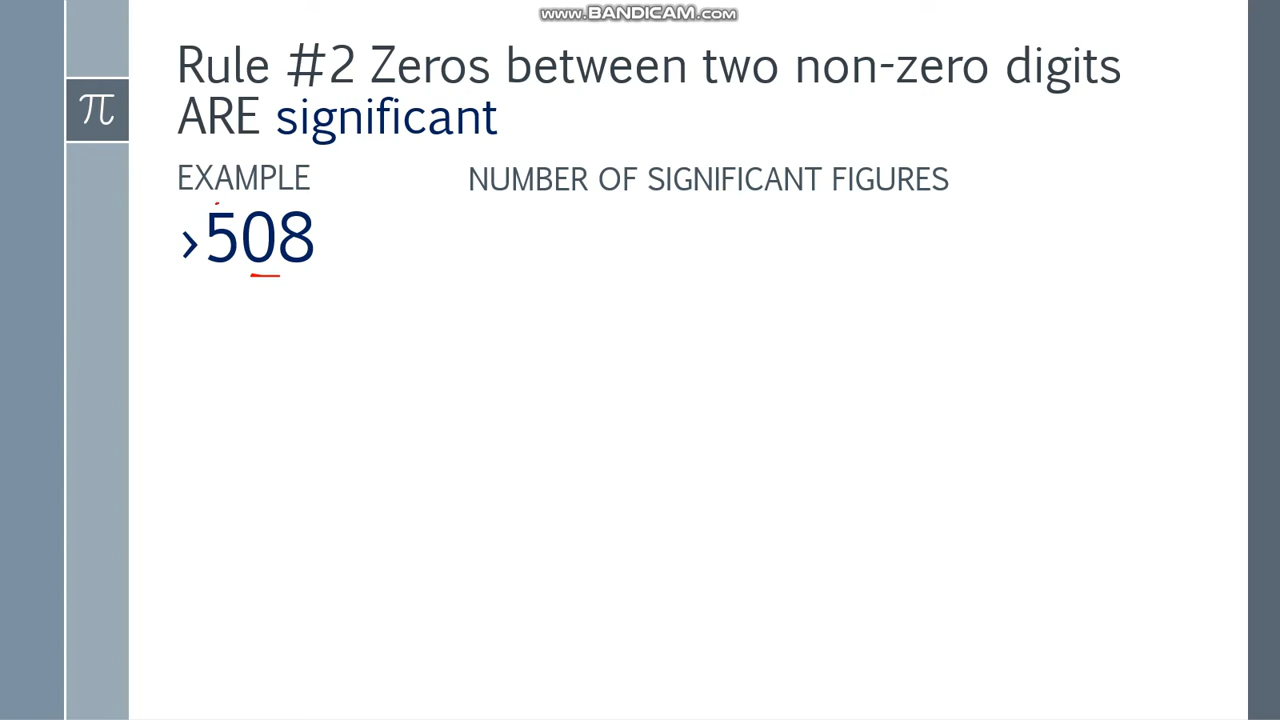 www.BANDICAM.com
Rule #2 Zeros between two non-zero digits
ARE significant
π
EXAMPLE NUMBER OF SIGNIFICANT FIGURES
›508